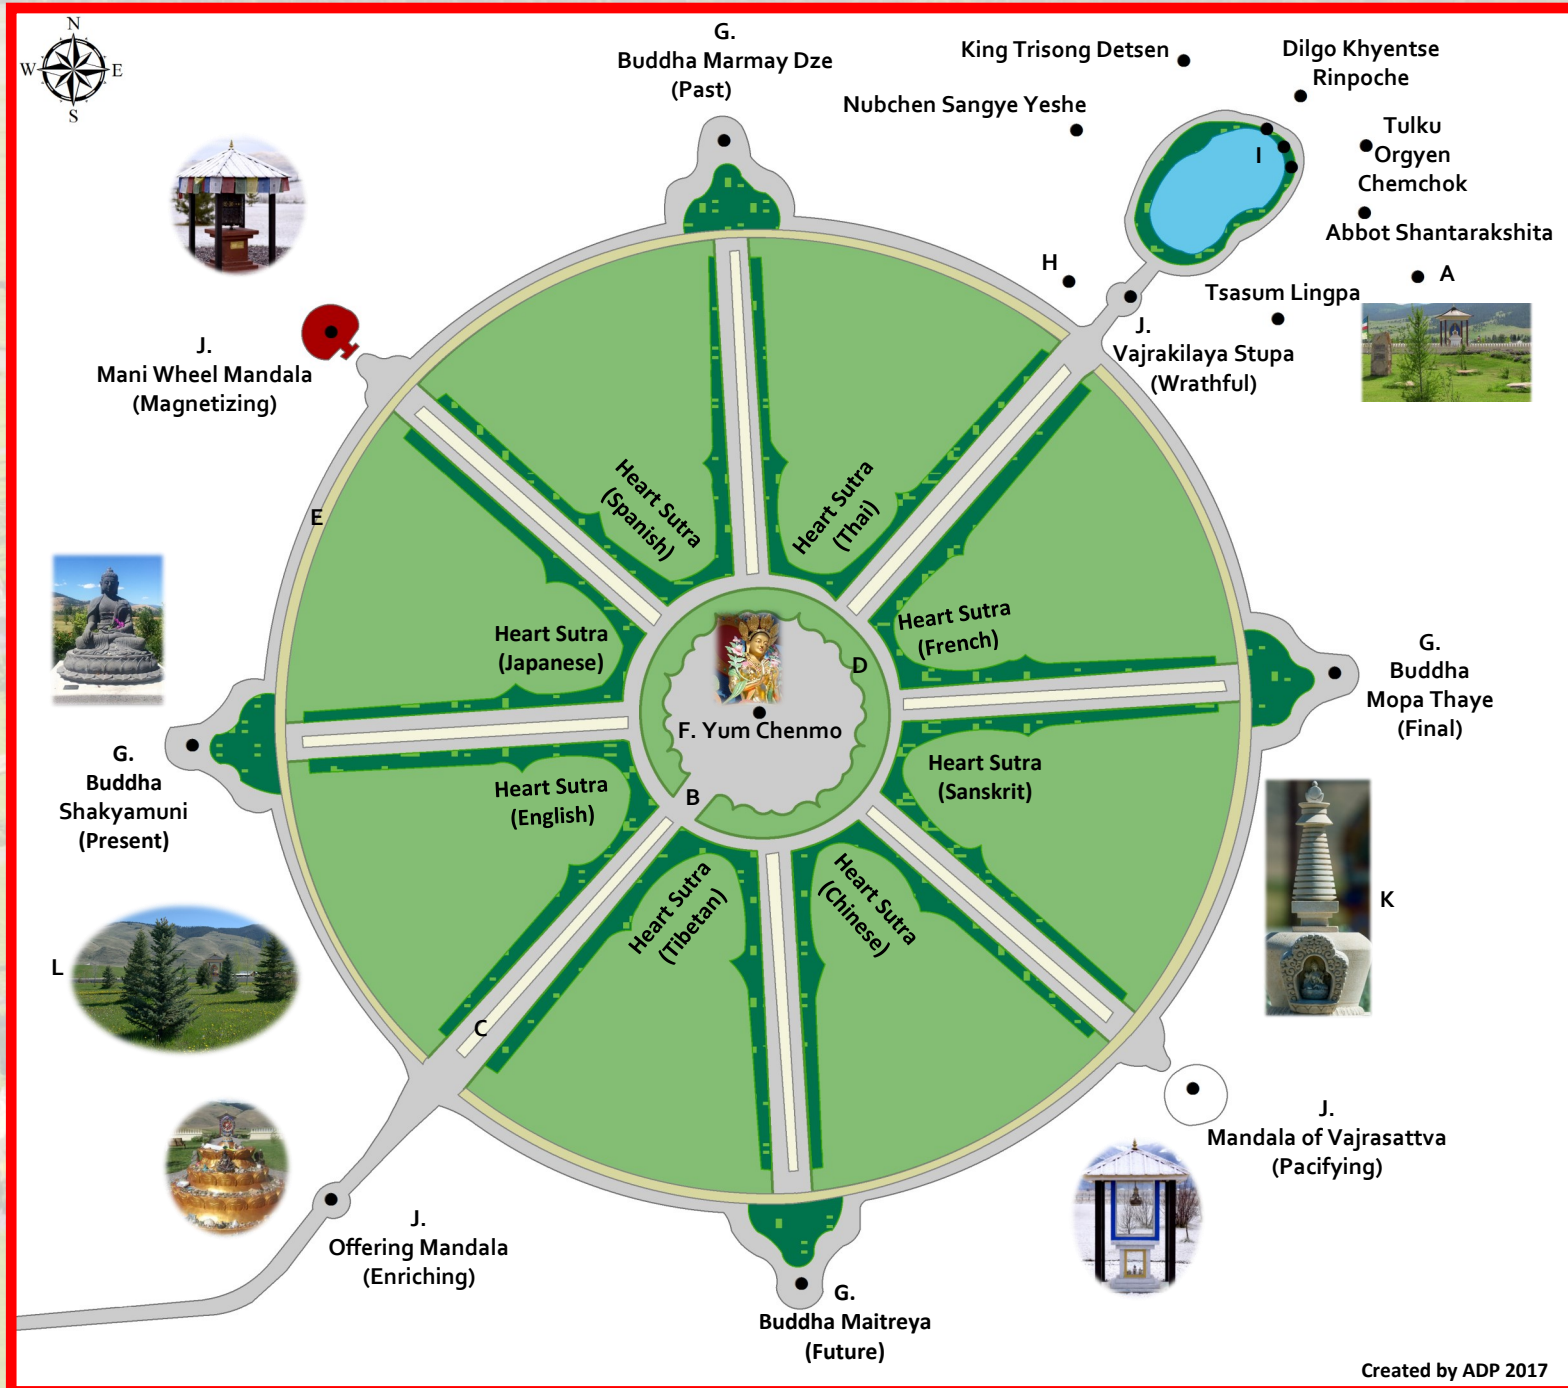 N
W
E
S
G.
Buddha Marmay Dze
(Past)
King Trisong Detsen
Dilgo Khyentse
Rinpoche
Nubchen Sangye Yeshe
Tulku
Orgyen
Chemchok
I
Abbot Shantarakshita
H
A
Tsasum Lingpa
J.
Vajrakilaya Stupa
(Wrathful)
J.
Mani Wheel Mandala
(Magnetizing)
E
Heart Sutra
(Spanish)
Heart Sutra
(Thai)
Heart Sutra
(Japanese)
Heart Sutra
(French)
D
F. Yum Chenmo
G.
Buddha
Mopa Thaye
(Final)
G.
Buddha
Shakyamuni
(Present)
Heart Sutra
(English)
B
Heart Sutra
(Sanskrit)
Heart Sutra
(Tibetan)
Heart Sutra
(Chinese)
K
L
C
J.
Mandala of Vajrasattva
(Pacifying)
J.
Offering Mandala
(Enriching)
G.
Buddha Maitreya
(Future)
Created by ADP 2017